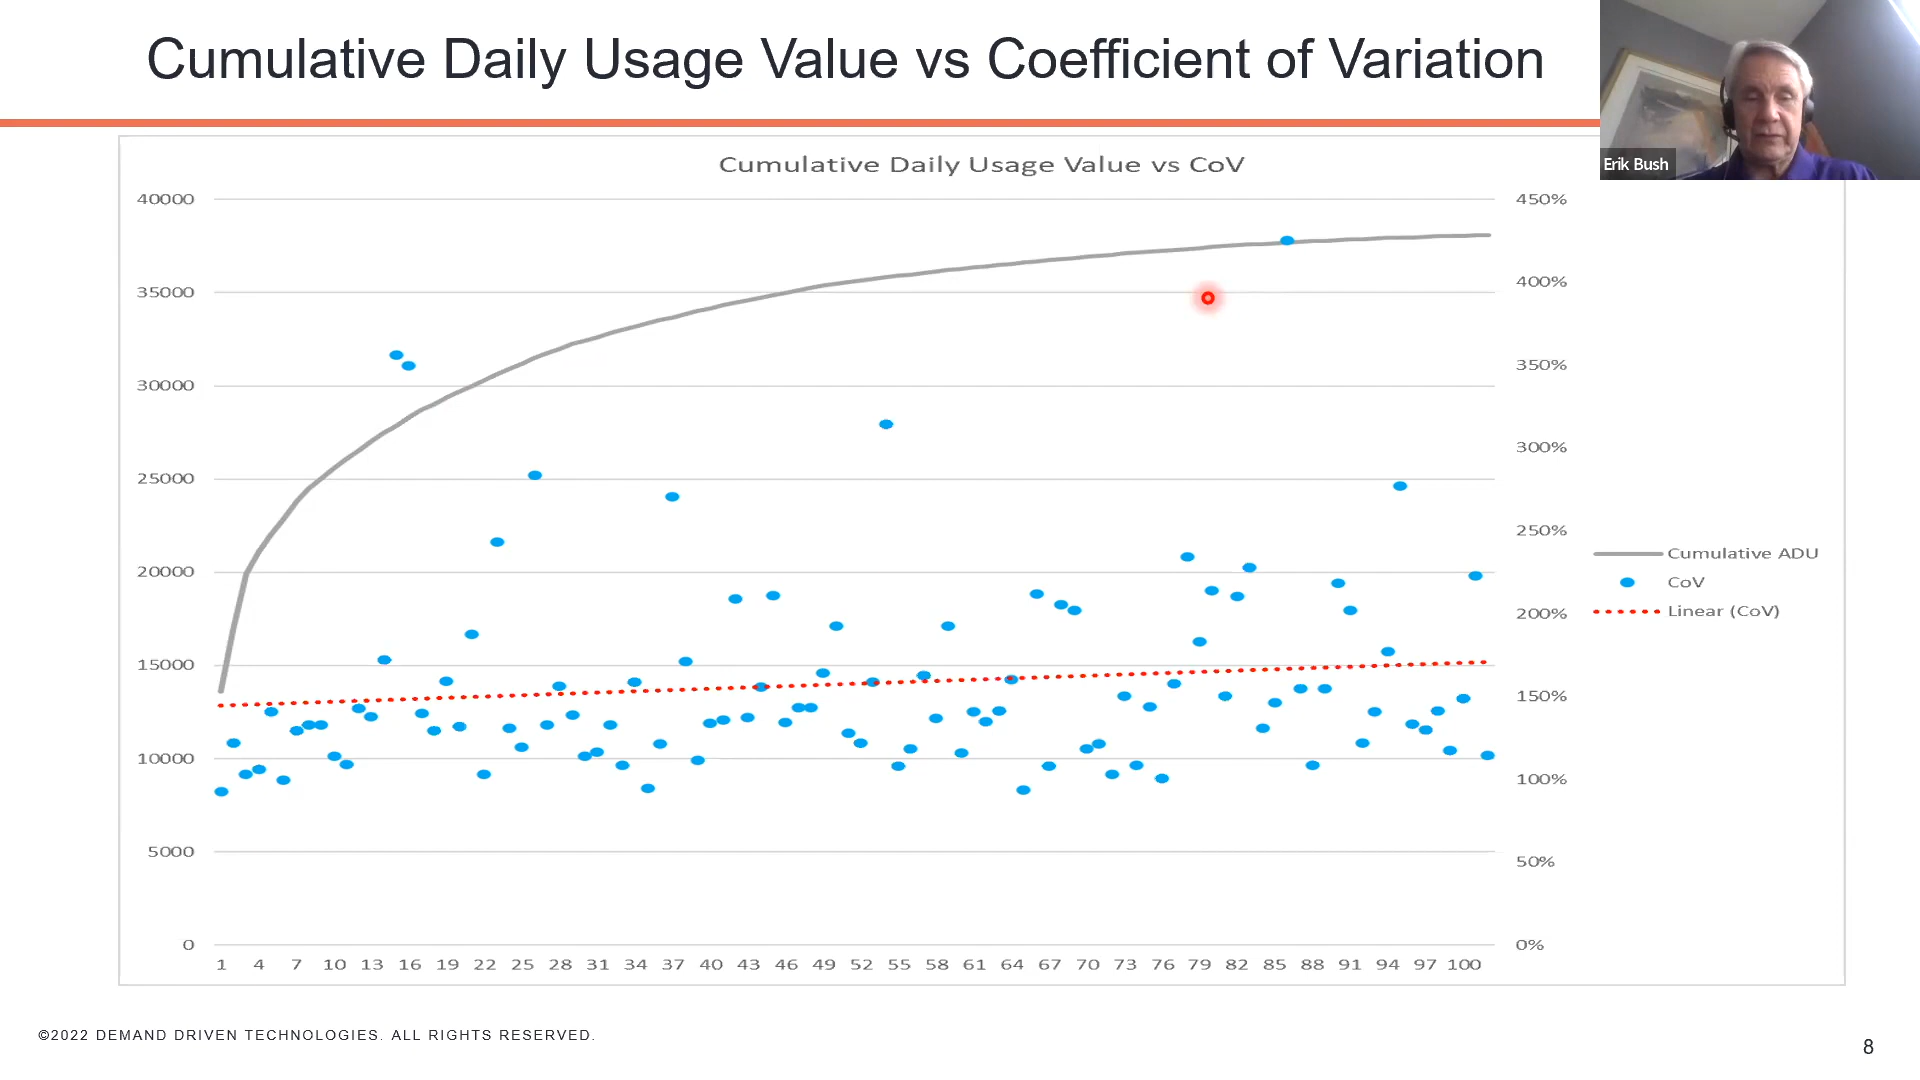 Cumulative Daily Usage Value vs Coefficient of Variation
Erik Bush
Cumulative Daily Usage Value vs CoV
40000
35000
30000
25000
20000
15000
10000
5000
0
450%
400%
350%
300%
250%
200%
150%
100%
50%
0%
1 4 7 10 13 16 19 22 25 28 31 34 37 40 43 46 49 52 55 58 61 64 67 70 73 76 79 82 85 88 91 94 97 100
Cumulative ADU
CoV
Linear (CoV)
©2022 DEMAND DRIVEN TECHNOLOGIES. ALL RIGHTS RESERVED.
8